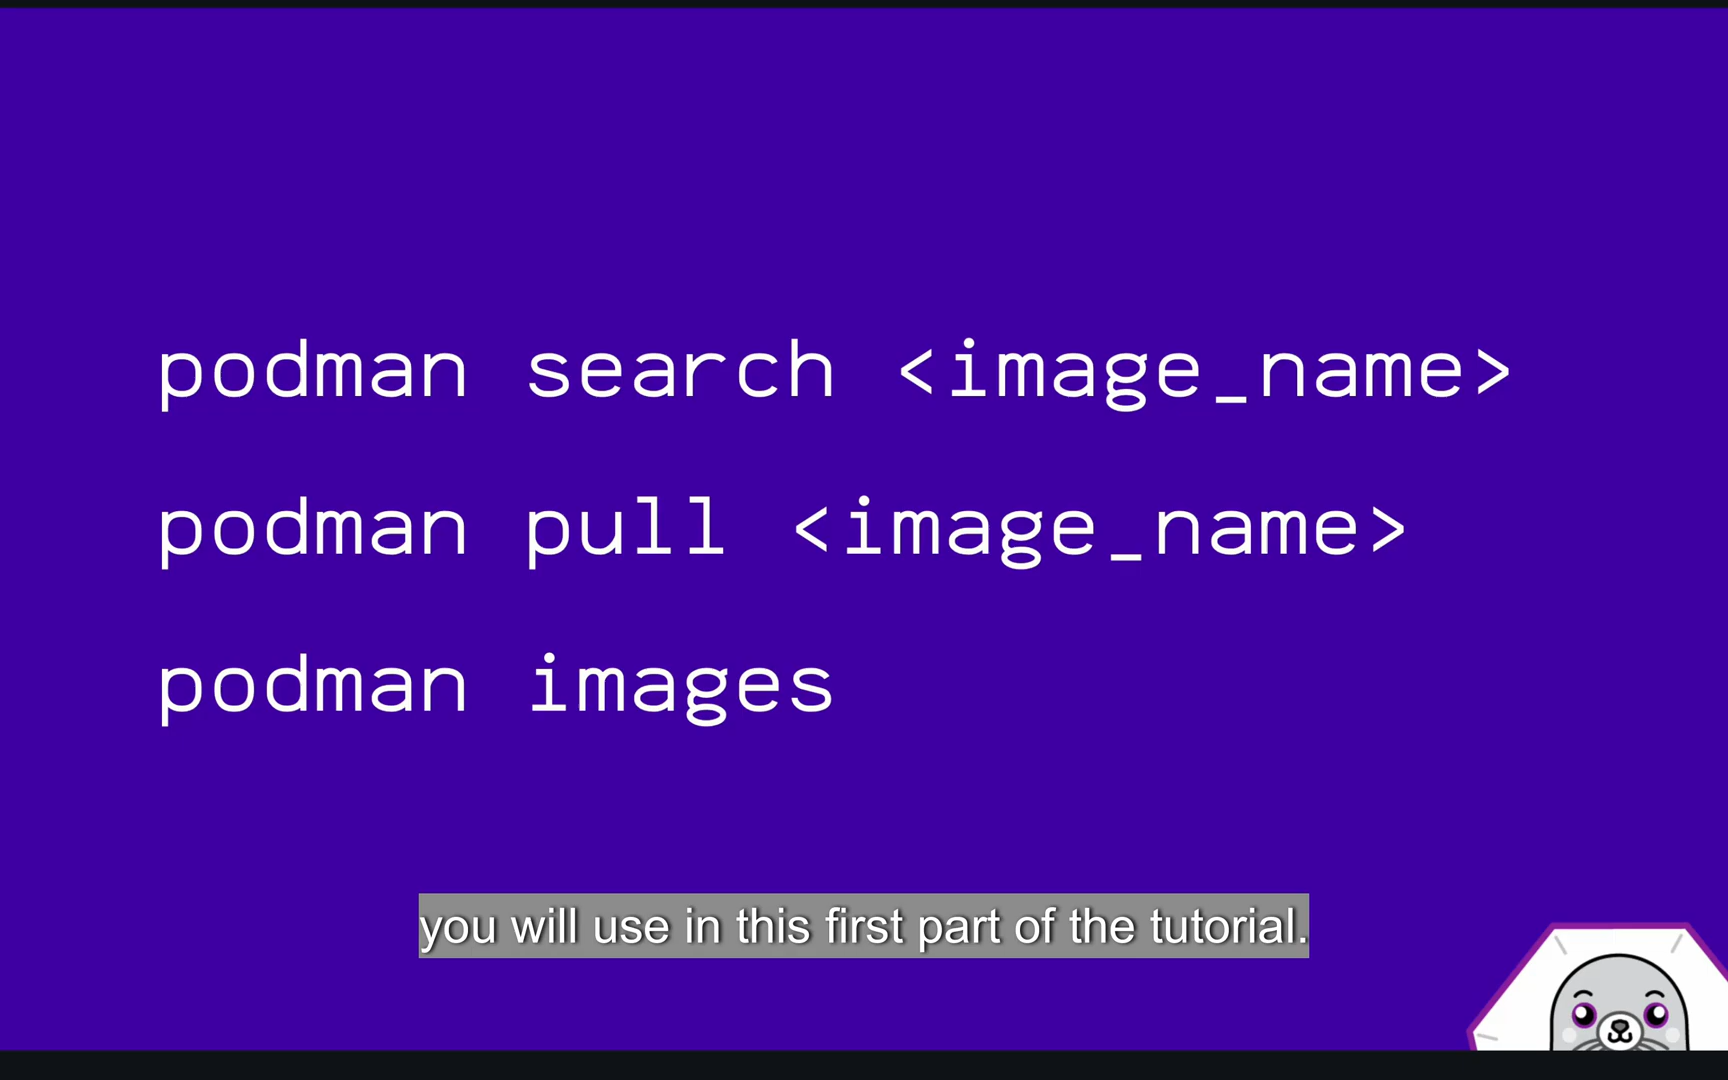 podman search <image_name>
podman pull <image_name>
podman images
you will use in this first part of the tutorial.